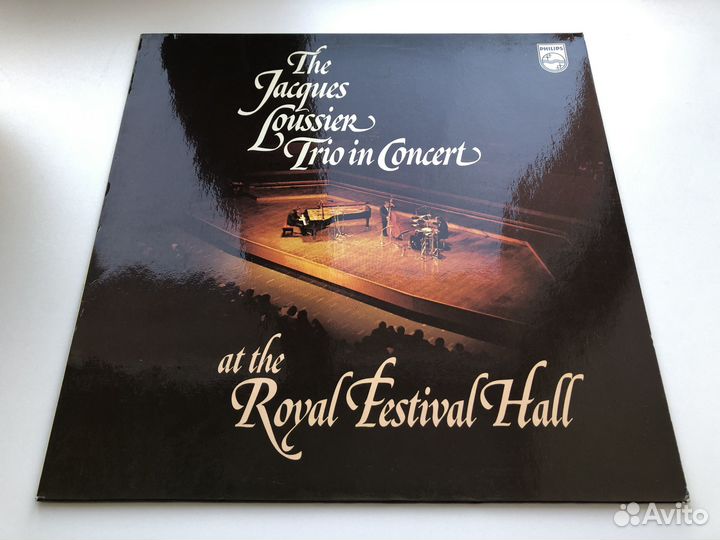 The
Jacques
Loussier
Trio in Concert
PHILIPS
at the
Royal Festival Hall
Avito